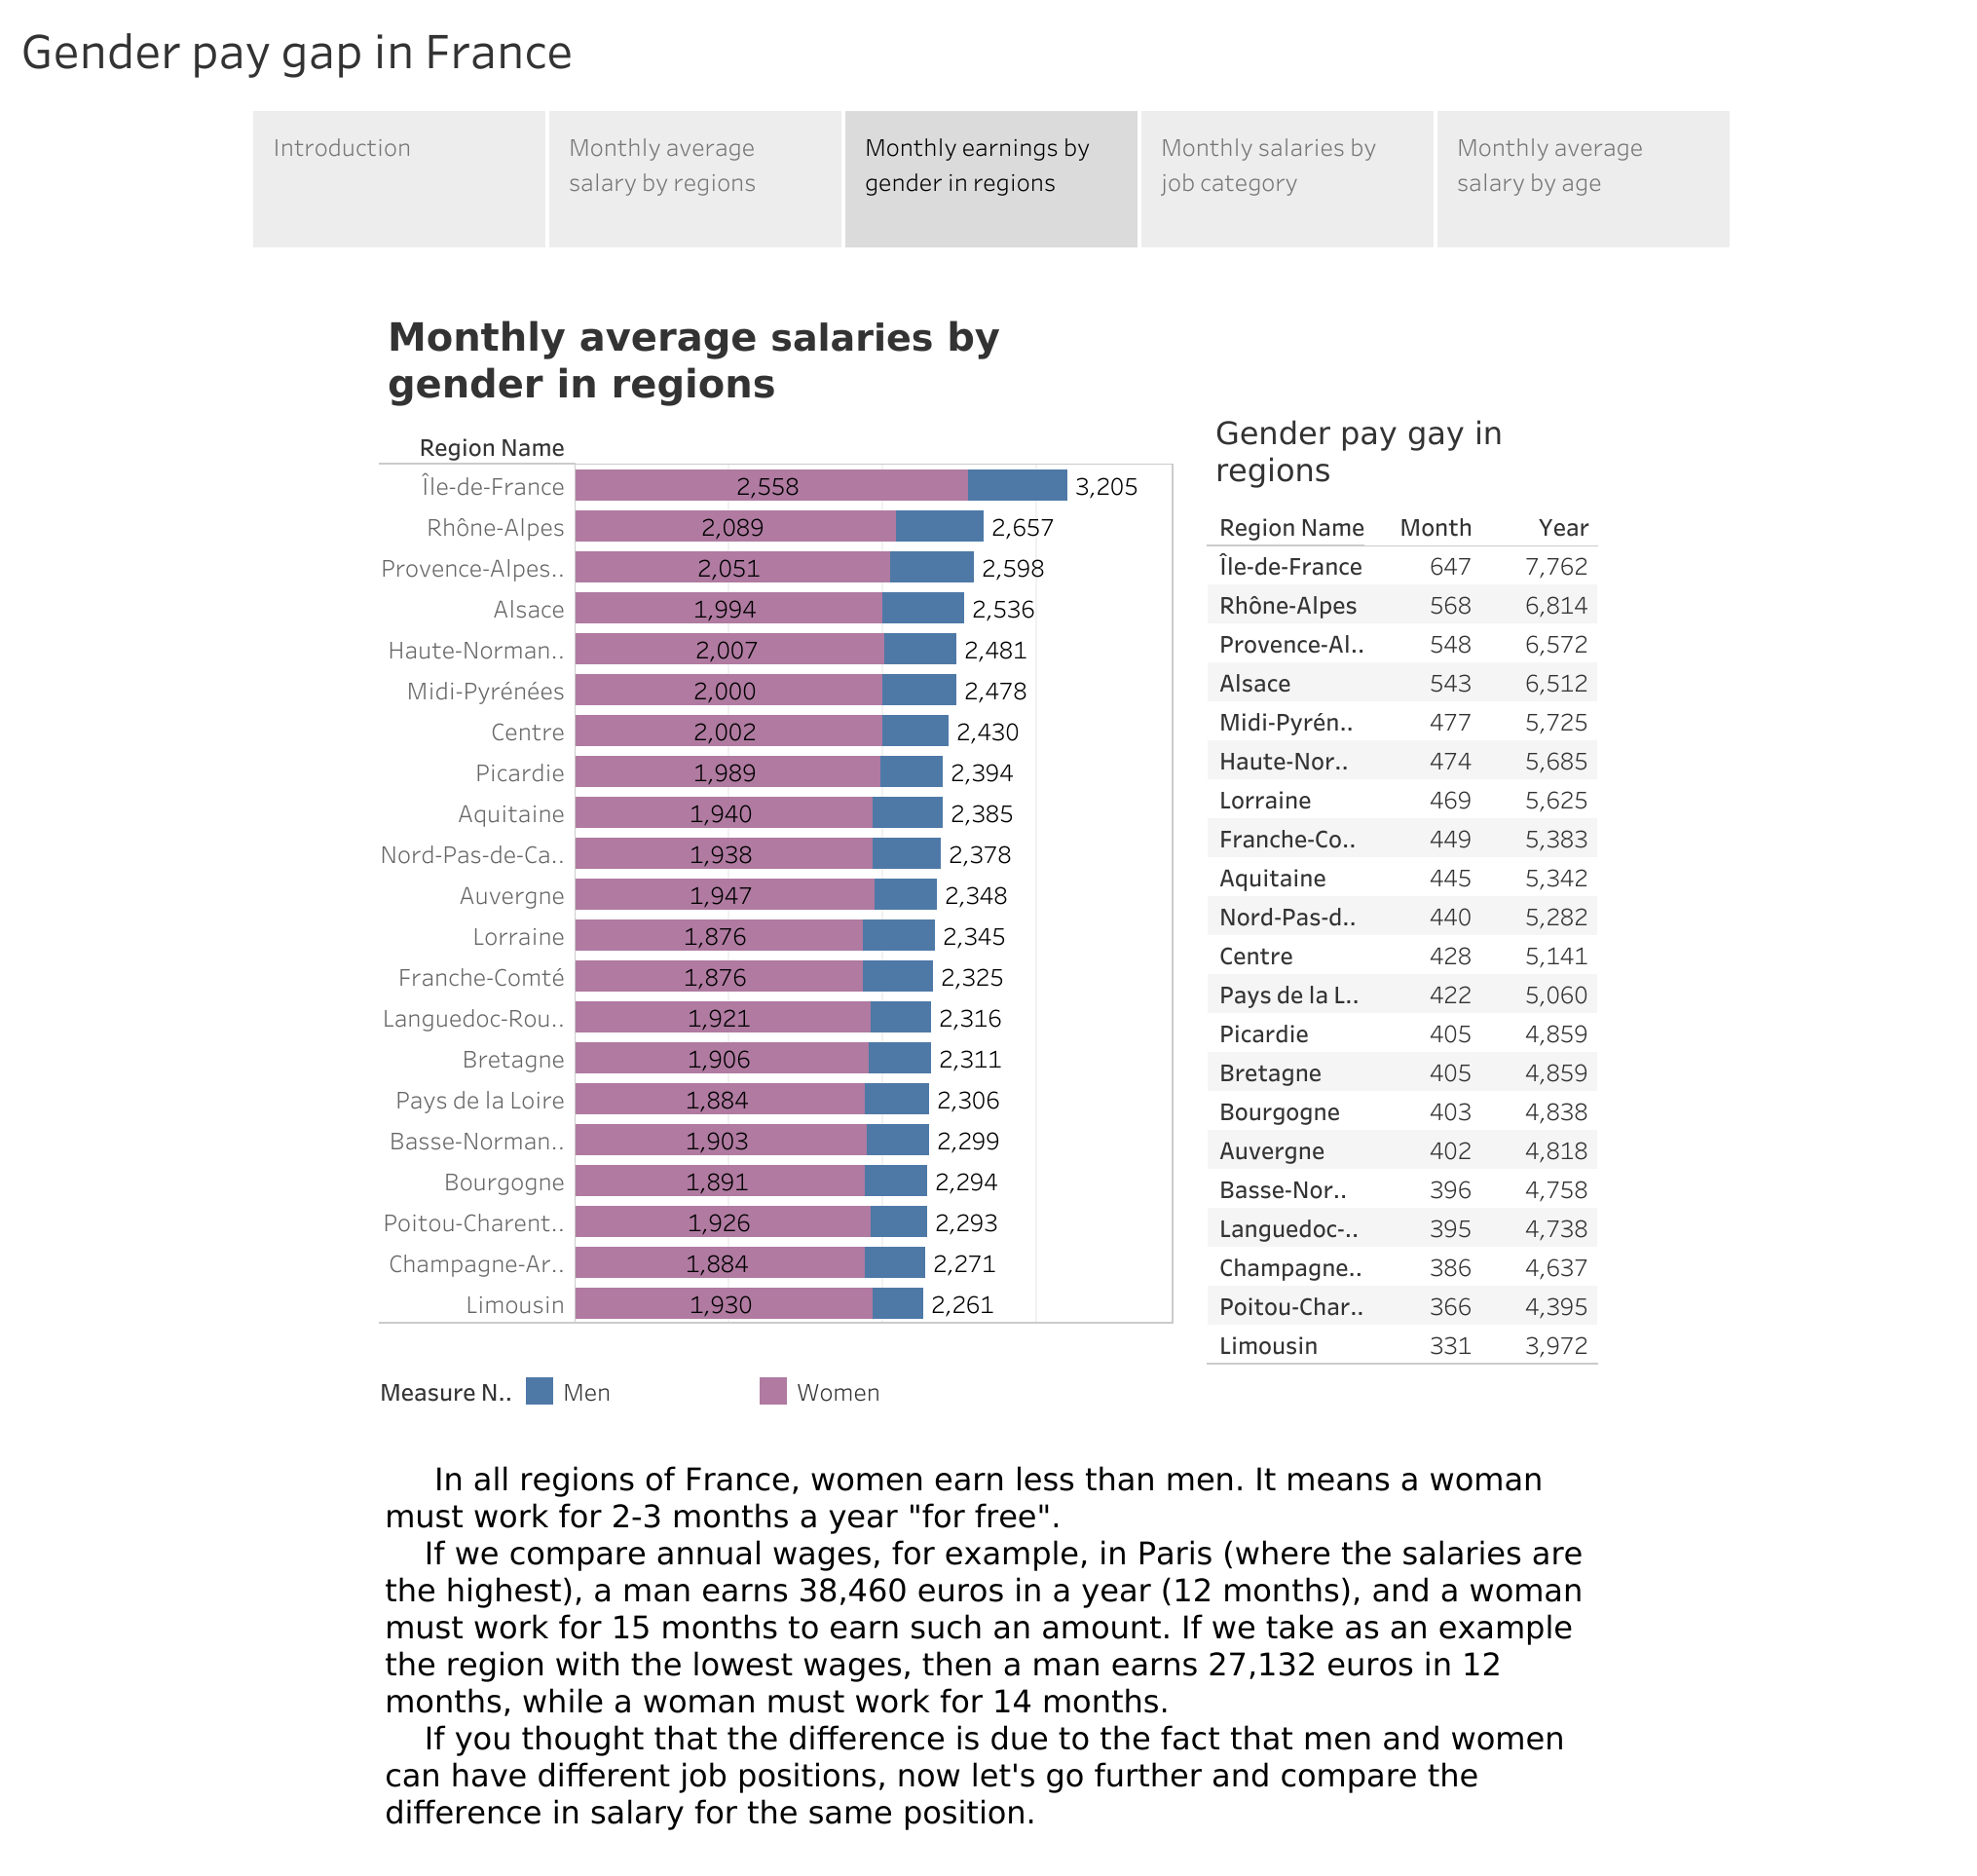 Gender pay gap in France
Introduction
Monthly average
salary by regions
Monthly earnings by
gender in regions
Monthly salaries by
job category
Monthly average
salary by age
Monthly average salaries by
gender in regions
Region Name
Île-de-France 2,558 3,205
Rhône-Alpes 2,089 2,657
Provence-Alpes.. 2,051 2,598
Alsace 1,994 2,536
Haute-Norman.. 2,007 2,481
Midi-Pyrénées 2,000 2,478
Centre 2,002 2,430
Picardie 1,989 2,394
Aquitaine 1,940 2,385
Nord-Pas-de-Ca.. 1,938 2,378
Auvergne 1,947 2,348
Lorraine 1,876 2,345
Franche-Comté 1,876 2,325
Languedoc-Rou.. 1,921 2,316
Bretagne 1,906 2,311
Pays de la Loire 1,884 2,306
Basse-Norman.. 1,903 2,299
Bourgogne 1,891 2,294
Poitou-Charent.. 1,926 2,293
Champagne-Ar.. 1,884 2,271
Limousin 1,930 2,261
Measure N.. Men Women
Gender pay gay in
regions
Region Name Month Year
Île-de-France 647 7,762
Rhône-Alpes 568 6,814
Provence-Al.. 548 6,572
Alsace 543 6,512
Midi-Pyrén.. 477 5,725
Haute-Nor.. 474 5,685
Lorraine 469 5,625
Franche-Co.. 449 5,383
Aquitaine 445 5,342
Nord-Pas-d.. 440 5,282
Centre 428 5,141
Pays de la L.. 422 5,060
Picardie 405 4,859
Bretagne 405 4,859
Bourgogne 403 4,838
Auvergne 402 4,818
Basse-Nor.. 396 4,758
Languedoc-.. 395 4,738
Champagne.. 386 4,637
Poitou-Char.. 366 4,395
Limousin 331 3,972
In all regions of France, women earn less than men. It means a woman
must work for 2-3 months a year "for free".
If we compare annual wages, for example, in Paris (where the salaries are
the highest), a man earns 38,460 euros in a year (12 months), and a woman
must work for 15 months to earn such an amount. If we take as an example
the region with the lowest wages, then a man earns 27,132 euros in 12
months, while a woman must work for 14 months.
If you thought that the difference is due to the fact that men and women
can have different job positions, now let's go further and compare the
difference in salary for the same position.